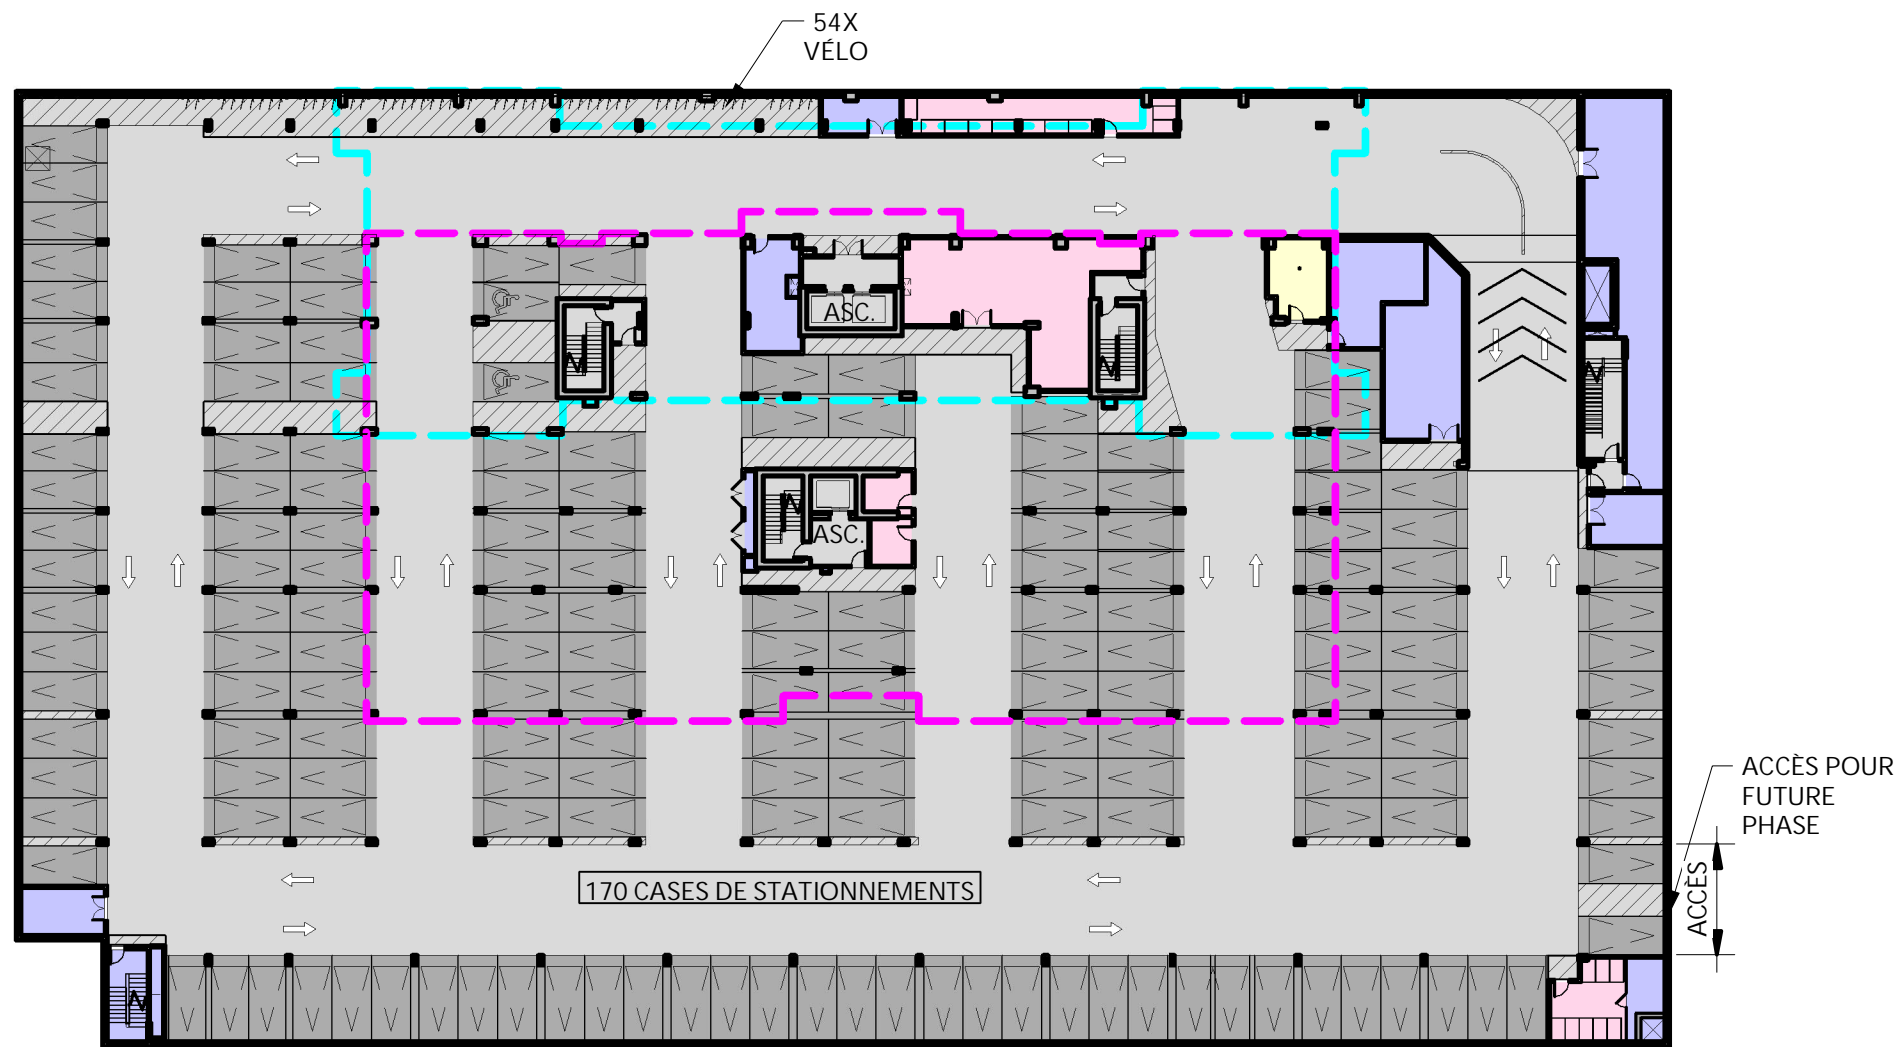 54X
VÉLO
ASC.
ASC.
170 CASES DE STATIONNEMENTS
ACCÈS POUR
FUTURE
PHASE
ACCÈS